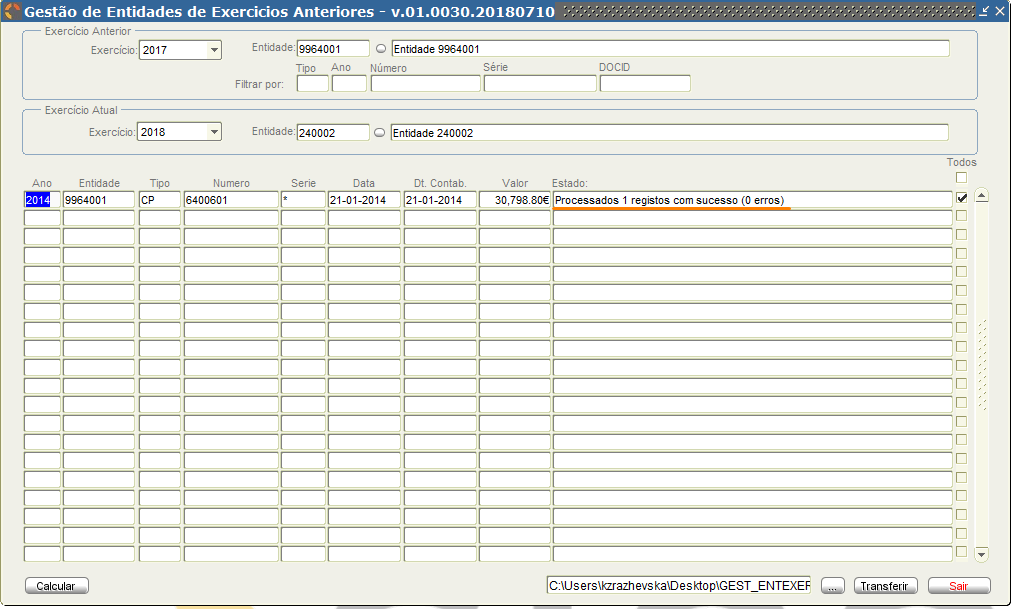 Gestão de Entidades de Exercicios Anteriores - v.01.0030.20180710
Exercício Anterior
Exercício: 2017 Entidade: 9964001 Entidade 9964001
Tipo Ano Número Série DOCID
Filtrar por:
Exercício Atual
Exercício: 2018 Entidade: 240002 Entidade 240002
Todos
Ano Entidade Tipo Numero Serie Data Dt. Contab. Valor Estado:
2014 9964001 CP 6400601 * 21-01-2014 21-01-2014 30,798.80€ Processados 1 registos com sucesso (0 erros)
Calcular C:\Users\kzrazhevska\Desktop\GEST_ENTEXER ... Transferir Sair